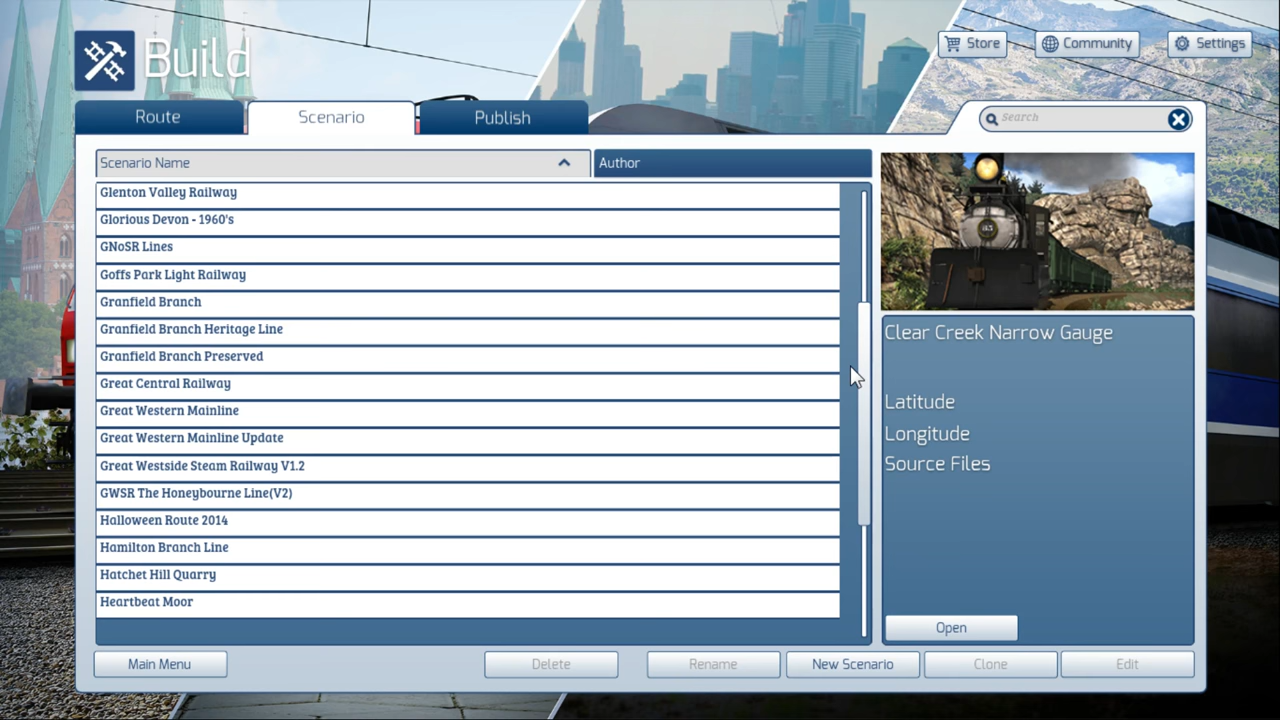 Build
Store
Community
Settings
Route
Scenario
Publish
Search
Scenario Name
Author
Glenton Valley Railway
Glorious Devon - 1960's
GNoSR Lines
Goffs Park Light Railway
Granfield Branch
Granfield Branch Heritage Line
Granfield Branch Preserved
Great Central Railway
Great Western Mainline
Great Western Mainline Update
Great Westside Steam Railway V1.2
GWSR The Honeybourne Line(V2)
Halloween Route 2014
Hamilton Branch Line
Hatchet Hill Quarry
Heartbeat Moor
Clear Creek Narrow Gauge
Latitude
Longitude
Source Files
Open
Main Menu
Delete
Rename
New Scenario
Clone
Edit